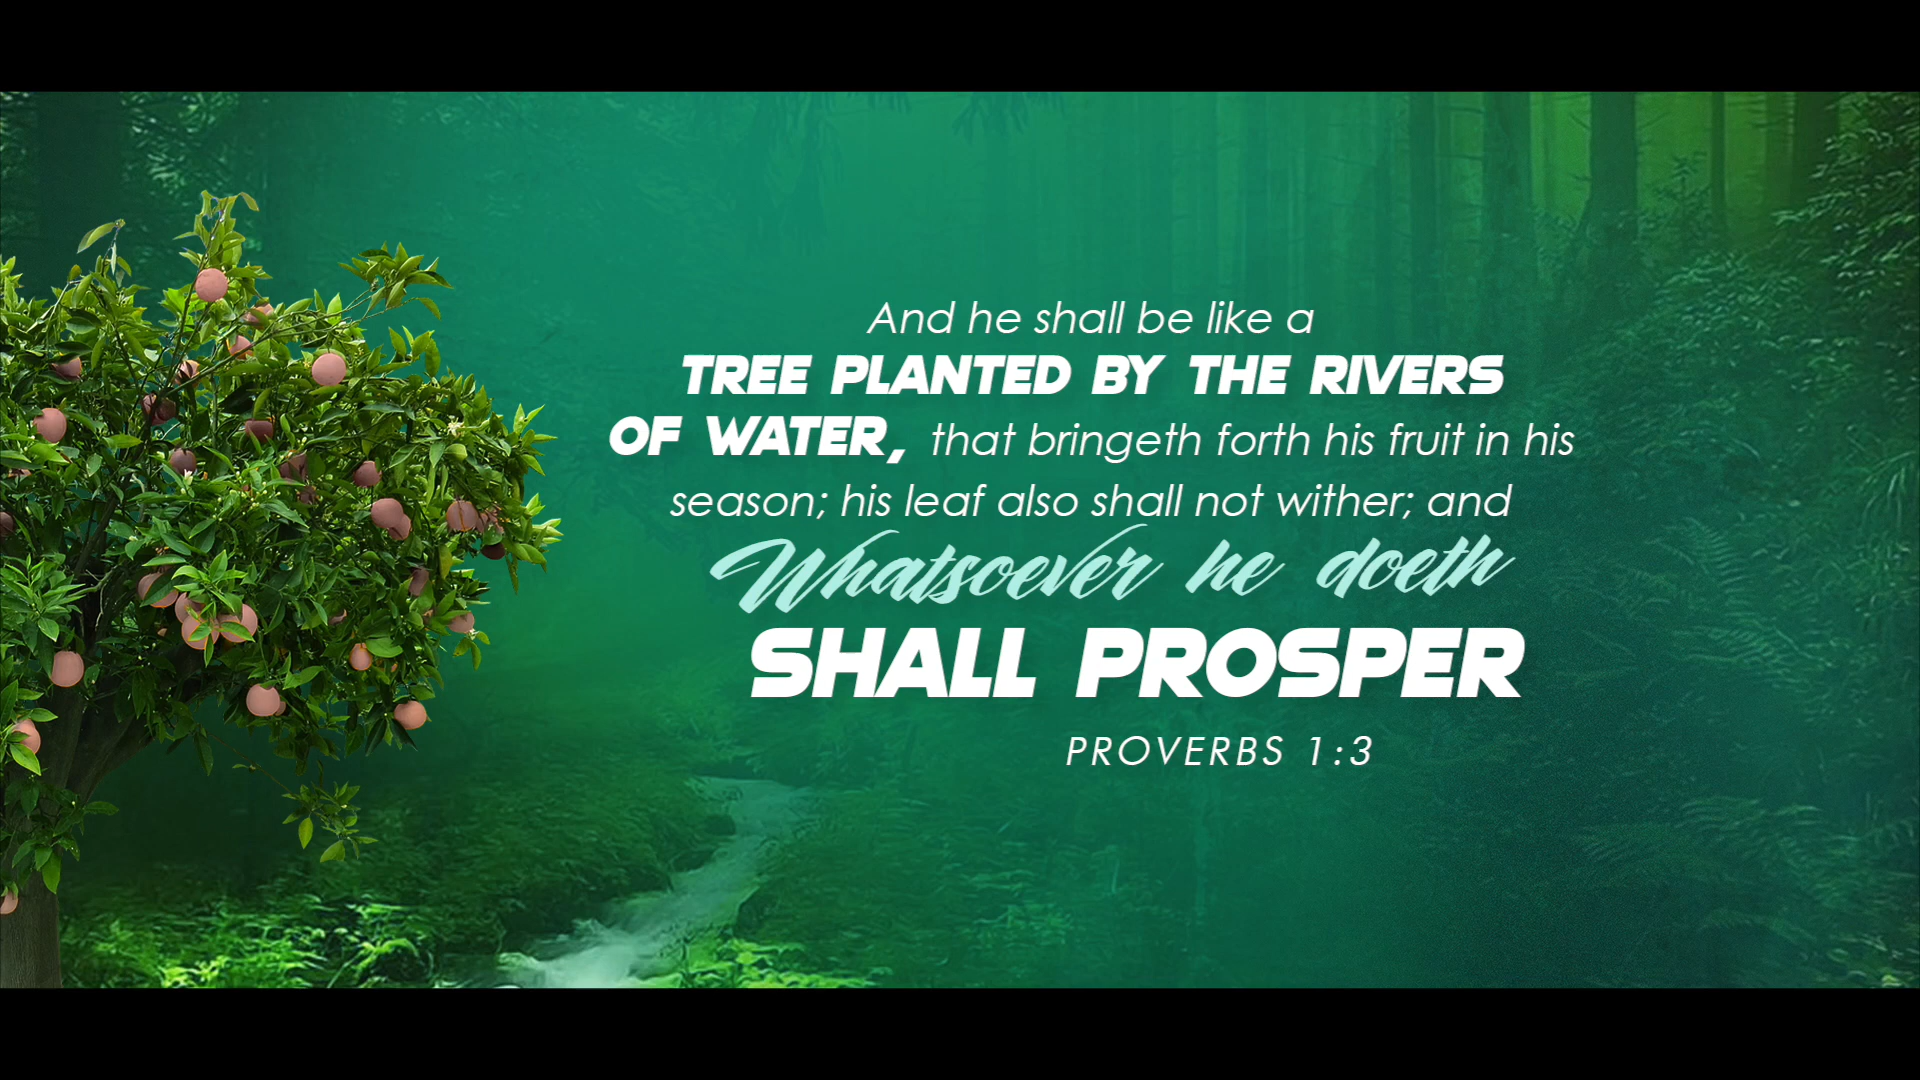 And he shall be like a
TREE PLANTED BY THE RIVERS
OF WATER, that bringeth forth his fruit in his
season; his leaf also shall not wither; and
Whatsoever he doeth
SHALL PROSPER
PROVERBS 1:3